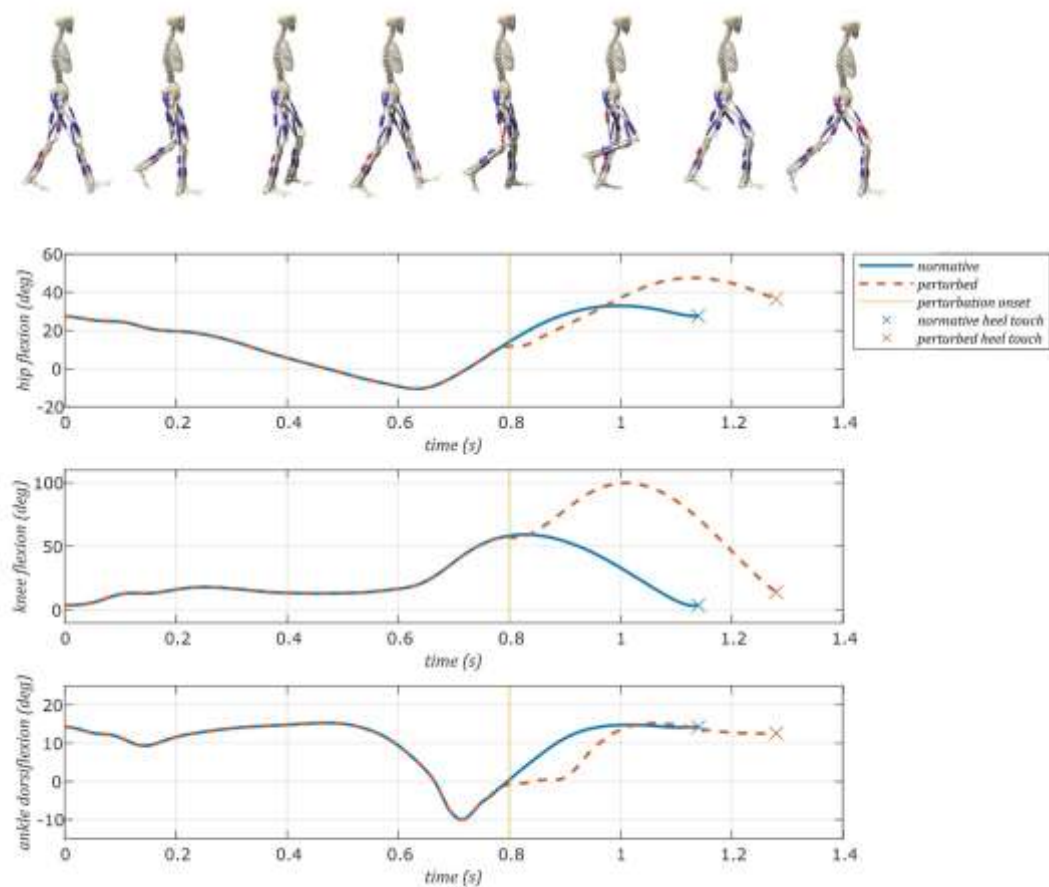 60
40
20
0
-20
hip flexion (deg)
0 0.2 0.4 0.6 0.8 1 1.2 1.4
time (s)
normative
perturbed
perturbation onset
normative heel touch
perturbed heel touch
100
50
0
knee flexion (deg)
0 0.2 0.4 0.6 0.8 1 1.2 1.4
time (s)
20
10
0
-10
ankle dorsiflexion (deg)
0 0.2 0.4 0.6 0.8 1 1.2 1.4
time (s)